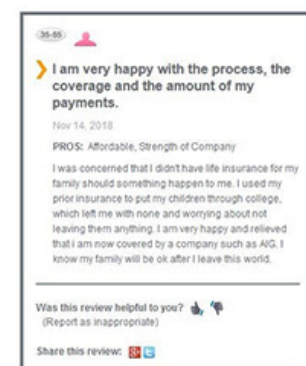 35-55
I am very happy with the process, the
coverage and the amount of my
payments.
Nov 14, 2018
PROS: Affordable, Strength of Company
I was concerned that I didn't have life insurance for my
family should something happen to me. I used my
prior insurance to put my children through college,
which left me with none and worrying about not
leaving them anything. I am very happy and relieved
that i am now covered by a company such as AIG. I
know my family will be ok after I leave this world.
Was this review helpful to you?
(Report as inappropriate)
Share this review: